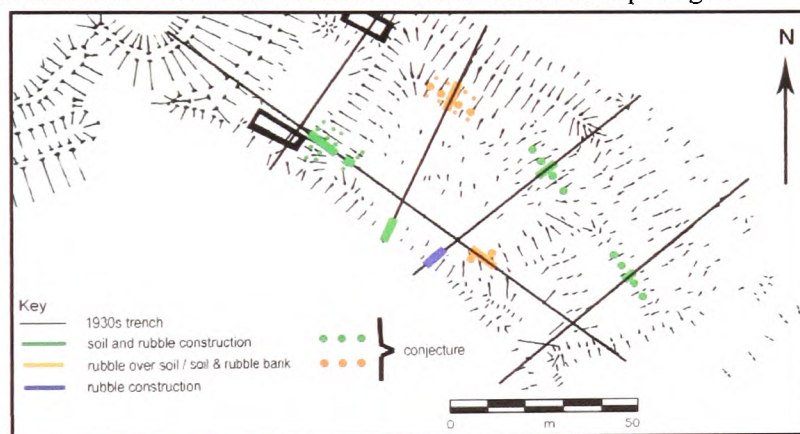 N
Key
1930s trench
soil and rubble construction
rubble over soil / soil & rubble bank
rubble construction
conjecture
0 m 50